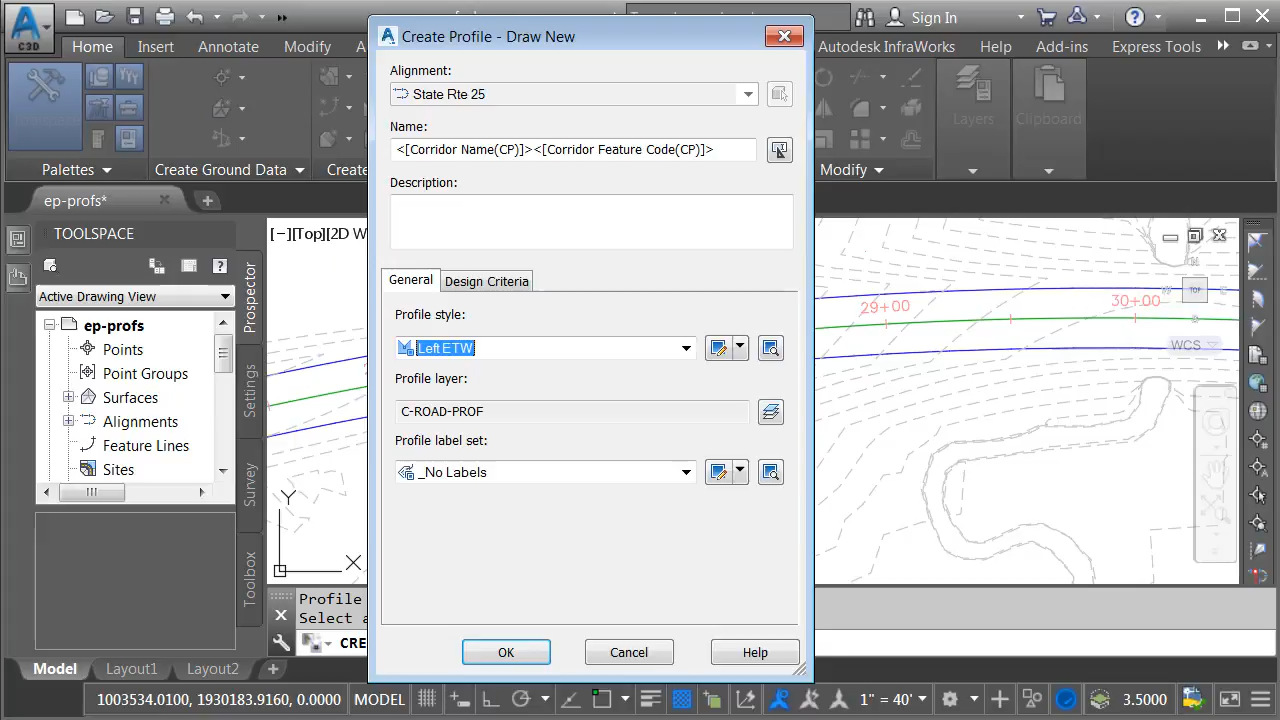 C3D
Sign In
Home
Insert
Annotate
Modify
A
Autodesk InfraWorks
Help
Add-ins
Express Tools
Palettes
Create Ground Data
Create
Layers
Clipboard
Modify
ep-profs*
TOOLSPACE
Active Drawing View
ep-profs
Points
Point Groups
Surfaces
Alignments
Feature Lines
Sites
Prospector
Settings
Survey
Toolbox
[−][Top][2D W
Y
X
Create Profile - Draw New
Alignment:
State Rte 25
Name:
<[Corridor Name(CP)]><[Corridor Feature Code(CP)]>
Description:
General
Design Criteria
Profile style:
Left ETW
Profile layer:
C-ROAD-PROF
Profile label set:
_No Labels
OK
Cancel
Help
29+00
30+00
TOP
WCS
Profile
Select a
CRE
Model
Layout1
Layout2
1003534.0100, 1930183.9160, 0.0000
MODEL
1" = 40'
3.5000